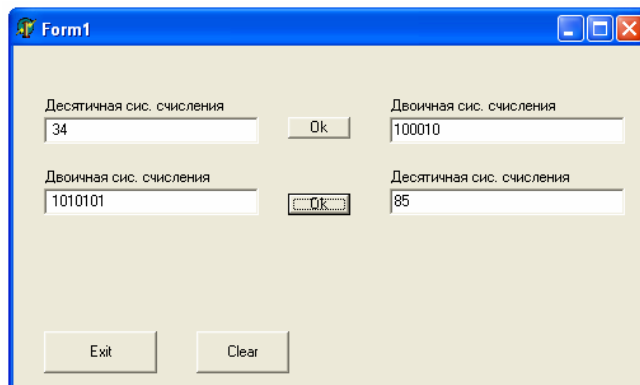 Form1
Десятичная сис. счисления
Двоичная сис. счисления
34
Ok
100010
Двоичная сис. счисления
Десятичная сис. счисления
1010101
Ok
85
Exit
Clear